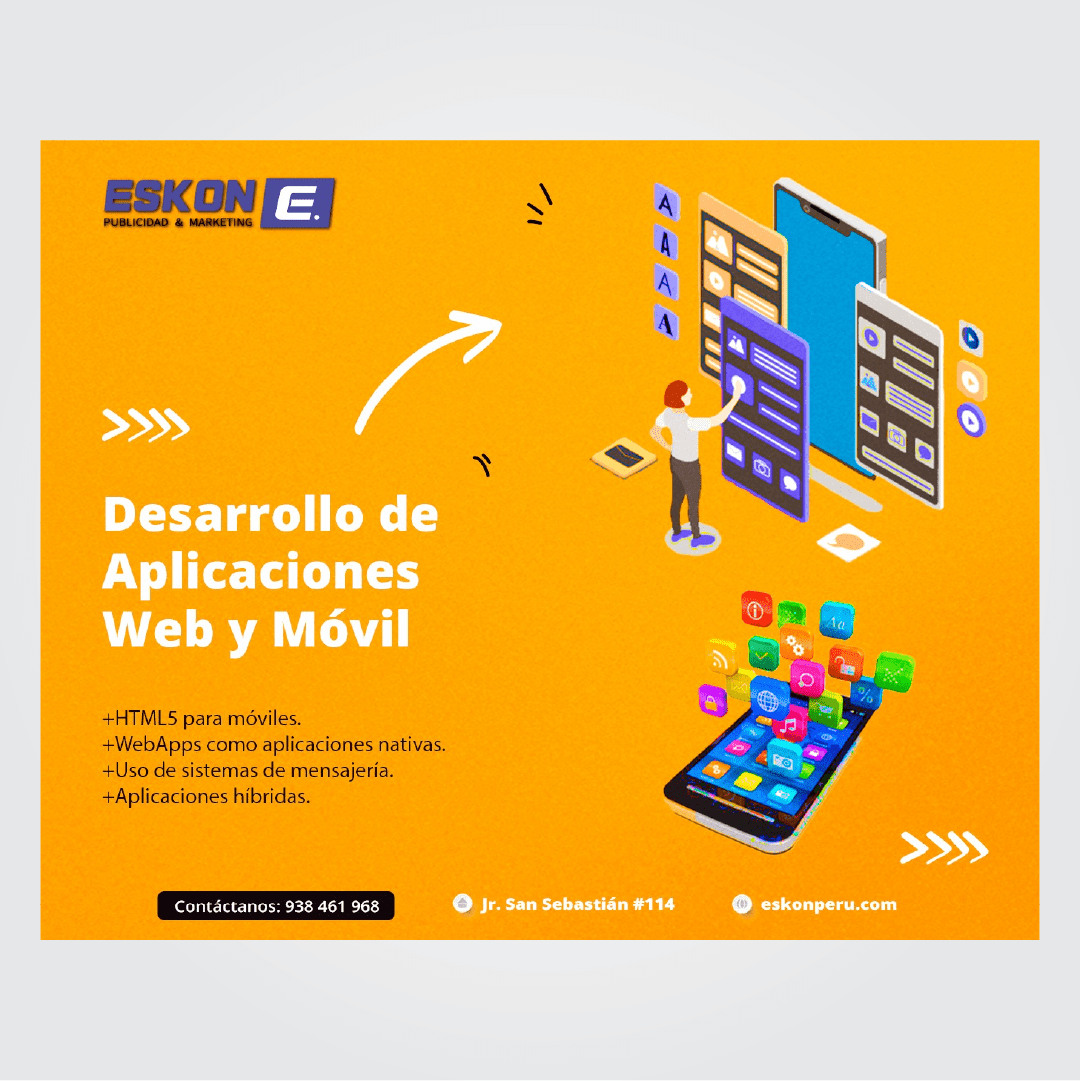 ESKON E.
PUBLICIDAD & MARKETING
A
A
A
A
Desarrollo de
Aplicaciones
Web y Móvil
Aa
%
+HTML5 para móviles.
+WebApps como aplicaciones nativas.
+Uso de sistemas de mensajería.
+Aplicaciones híbridas.
Contáctanos: 938 461 968
Jr. San Sebastián #114
eskonperu.com